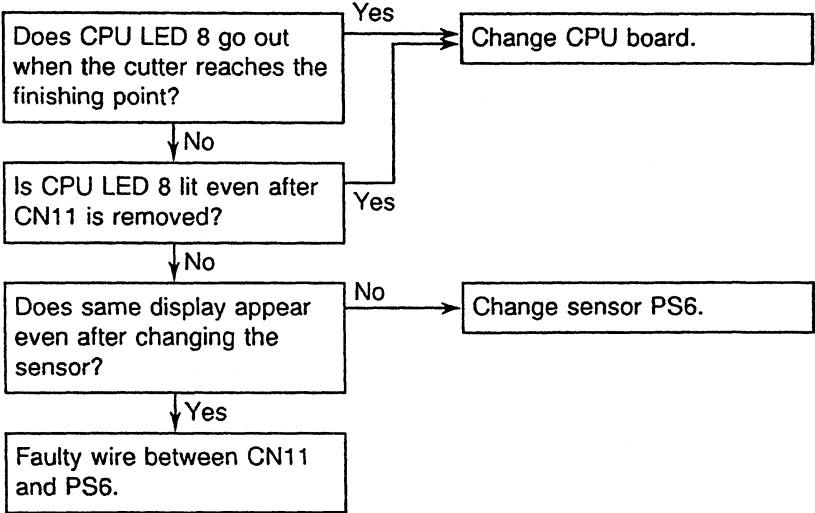 Does CPU LED 8 go out
when the cutter reaches the
finishing point?
Yes
Change CPU board.
No
Is CPU LED 8 lit even after
CN11 is removed?
Yes
No
Does same display appear
even after changing the
sensor?
No
Change sensor PS6.
Yes
Faulty wire between CN11
and PS6.